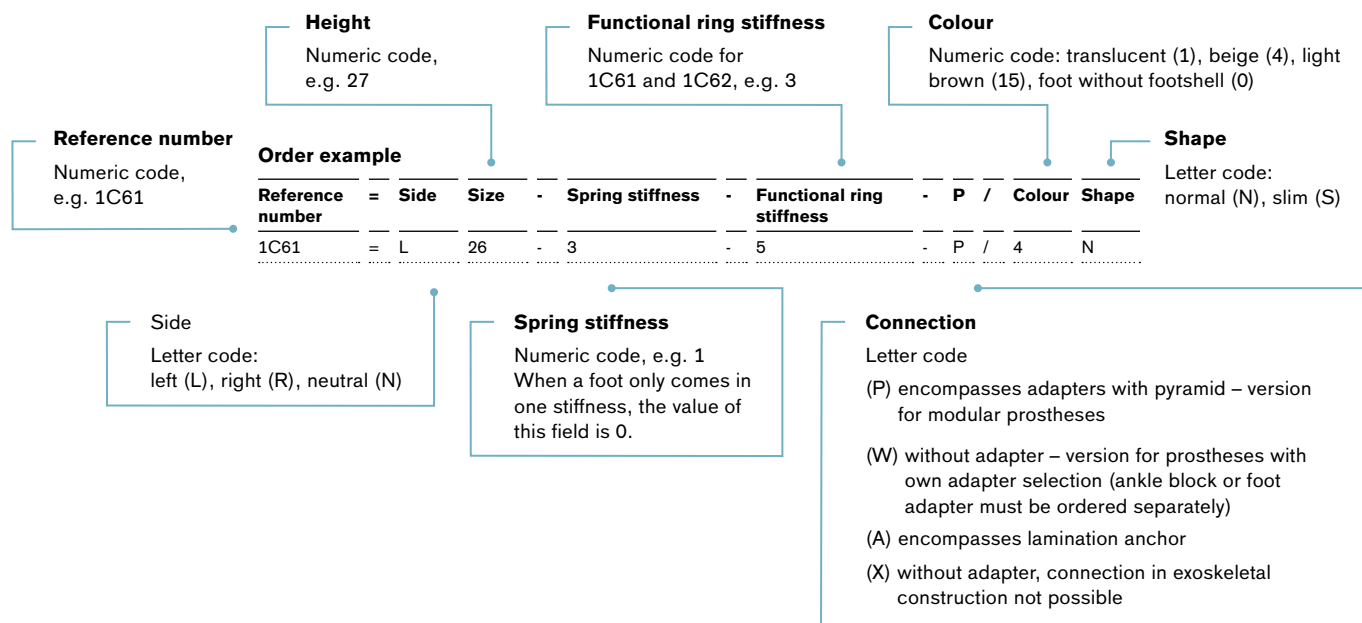 Height
Numeric code,
e.g. 27
Functional ring stiffness
Numeric code for
1C61 and 1C62, e.g. 3
Colour
Numeric code: translucent (1), beige (4), light
brown (15), foot without footshell (0)
Reference number
Numeric code,
e.g. 1C61
Shape
Letter code:
normal (N), slim (S)
Order example
Reference number = Side Size - Spring stiffness - Functional ring stiffness - P / Colour Shape
1C61 = L 26 - 3 - 5 - P / 4 N
Side
Letter code:
left (L), right (R), neutral (N)
Spring stiffness
Numeric code, e.g. 1
When a foot only comes in
one stiffness, the value of
this field is 0.
Connection
Letter code
(P) encompasses adapters with pyramid – version
for modular prostheses
(W) without adapter – version for prostheses with
own adapter selection (ankle block or foot
adapter must be ordered separately)
(A) encompasses lamination anchor
(X) without adapter, connection in exoskeletal
construction not possible